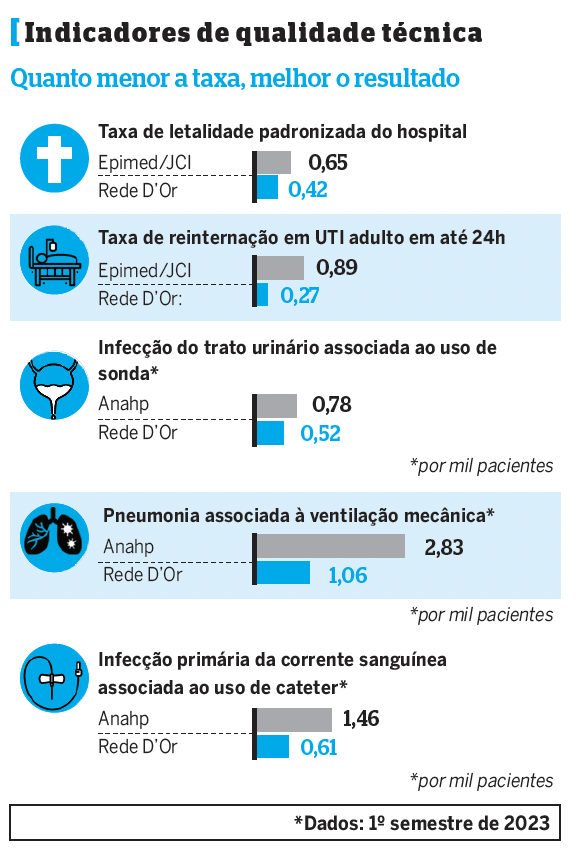 [ Indicadores de qualidade técnica
Quanto menor a taxa, melhor o resultado
Taxa de letalidade padronizada do hospital
Epimed/JCI 0,65
Rede D'Or 0,42
Taxa de reinternação em UTI adulto em até 24h
Epimed/JCI 0,89
Rede D'Or: 0,27
Infecção do trato urinário associada ao uso de
sonda*
Anahp 0,78
Rede D'Or 0,52
*por mil pacientes
Pneumonia associada à ventilação mecânica*
Anahp 2,83
Rede D'Or 1,06
*por mil pacientes
Infecção primária da corrente sanguínea
associada ao uso de cateter*
Anahp 1,46
Rede D'Or 0,61
*por mil pacientes
*Dados: 1º semestre de 2023